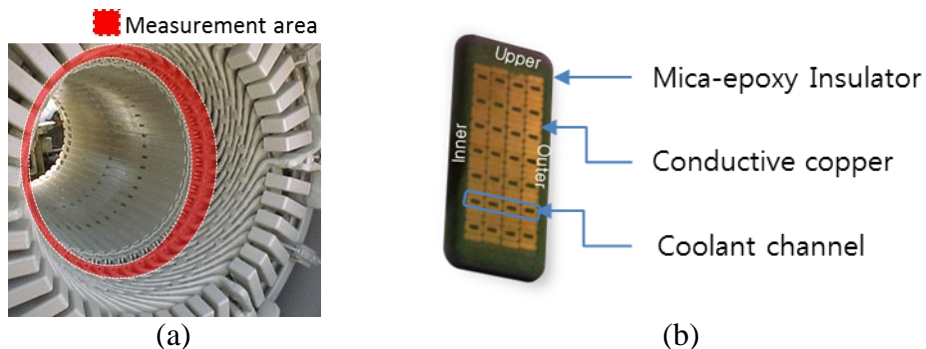 Measurement area
Upper
Inner
Outer
Mica-epoxy Insulator
Conductive copper
Coolant channel
(a)
(b)